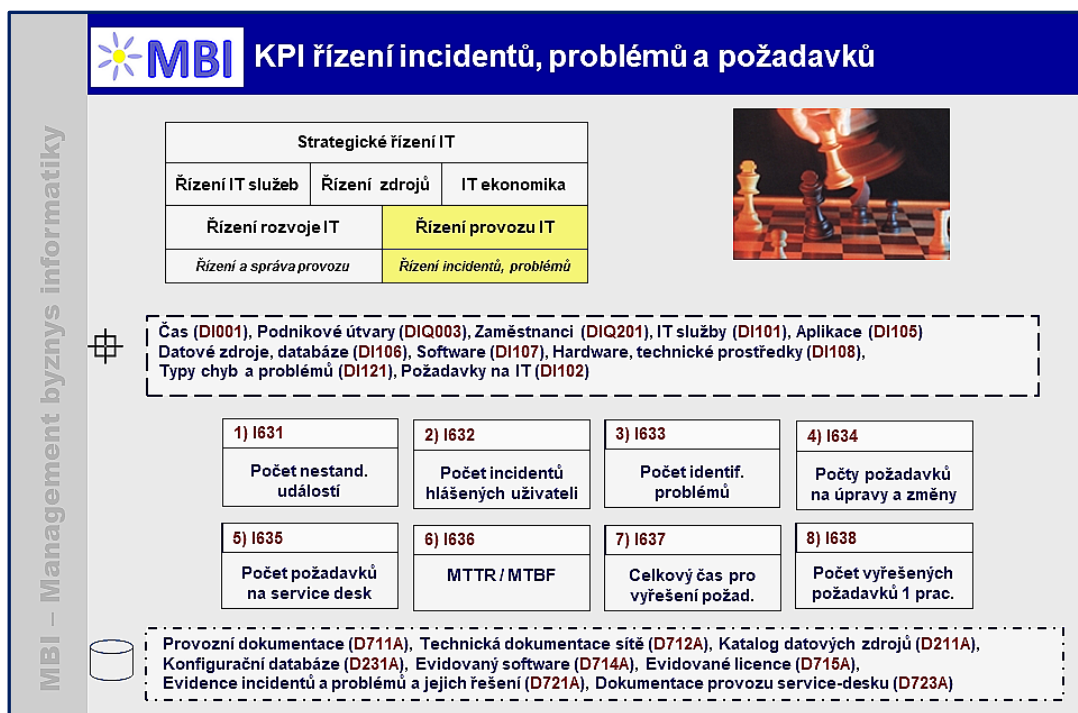 MBI
KPI řízení incidentů, problémů a požadavků
MBI – Management byznys informatiky
Strategické řízení IT
Řízení IT služeb
Řízení zdrojů
IT ekonomika
Řízení rozvoje IT
Řízení provozu IT
Řízení a správa provozu
Řízení incidentů, problémů
Čas (DI001), Podnikové útvary (DIQ003), Zaměstnanci (DIQ201), IT služby (DI101), Aplikace (DI105)
Datové zdroje, databáze (DI106), Software (DI107), Hardware, technické prostředky (DI108),
Typy chyb a problémů (DI121), Požadavky na IT (DI102)
1) I631
Počet nestand.
událostí
2) I632
Počet incidentů
hlášených uživateli
3) I633
Počet identif.
problémů
4) I634
Počty požadavků
na úpravy a změny
5) I635
Počet požadavků
na service desk
6) I636
MTTR / MTBF
7) I637
Celkový čas pro
vyřešení požad.
8) I638
Počet vyřešených
požadavků 1 prac.
Provozní dokumentace (D711A), Technická dokumentace sítě (D712A), Katalog datových zdrojů (D211A),
Konfigurační databáze (D231A), Evidovaný software (D714A), Evidované licence (D715A),
Evidence incidentů a problémů a jejich řešení (D721A), Dokumentace provozu service-desku (D723A)